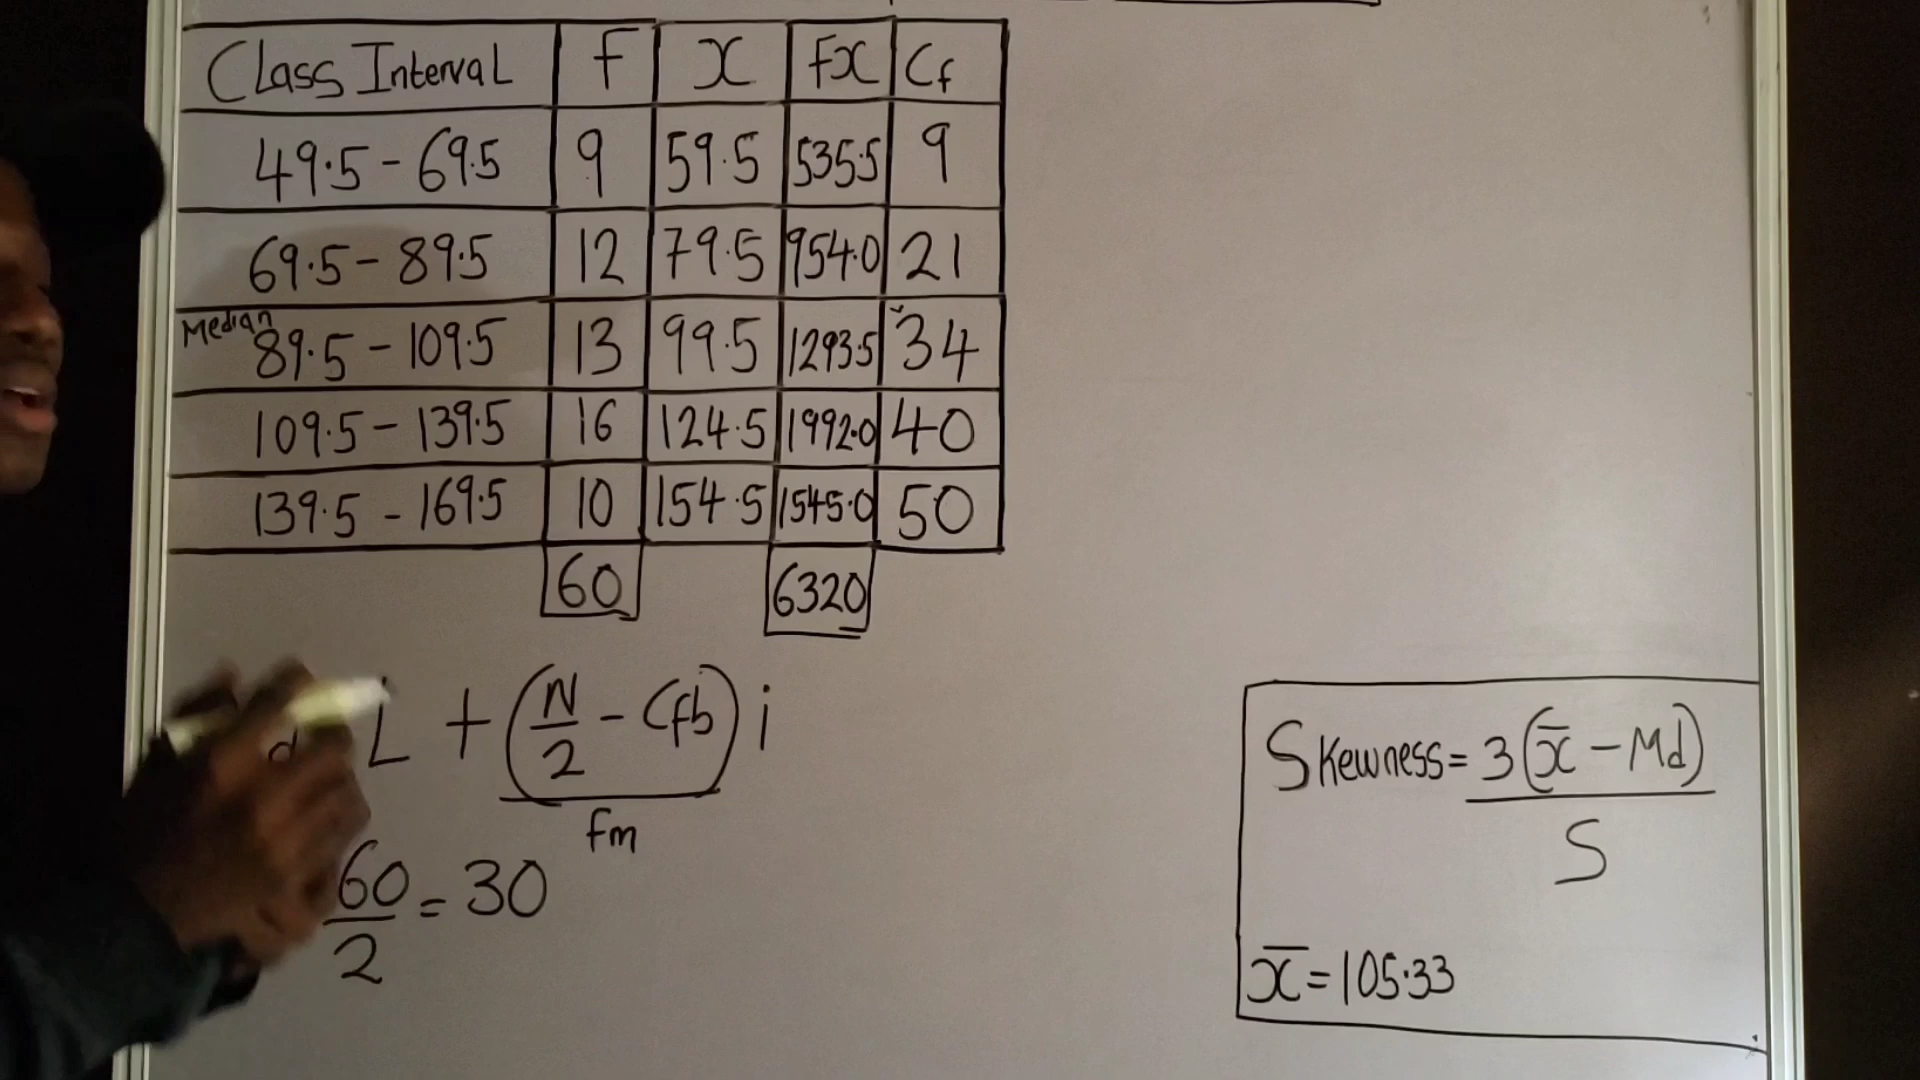 Class Interval F x Fx Cf
49.5 - 69.5 9 59.5 535.5 9
69.5 - 89.5 12 79.5 954.0 21
Median
89.5 - 109.5 13 99.5 1293.5 34
109.5 - 139.5 16 124.5 1992.0 40
139.5 - 169.5 10 154.5 1545.0 50
60 6320
d L + (N/2 - Cfb) i
fm
60/2 = 30
Skewness = 3(x̄ - Md)
S
x̄ = 105.33